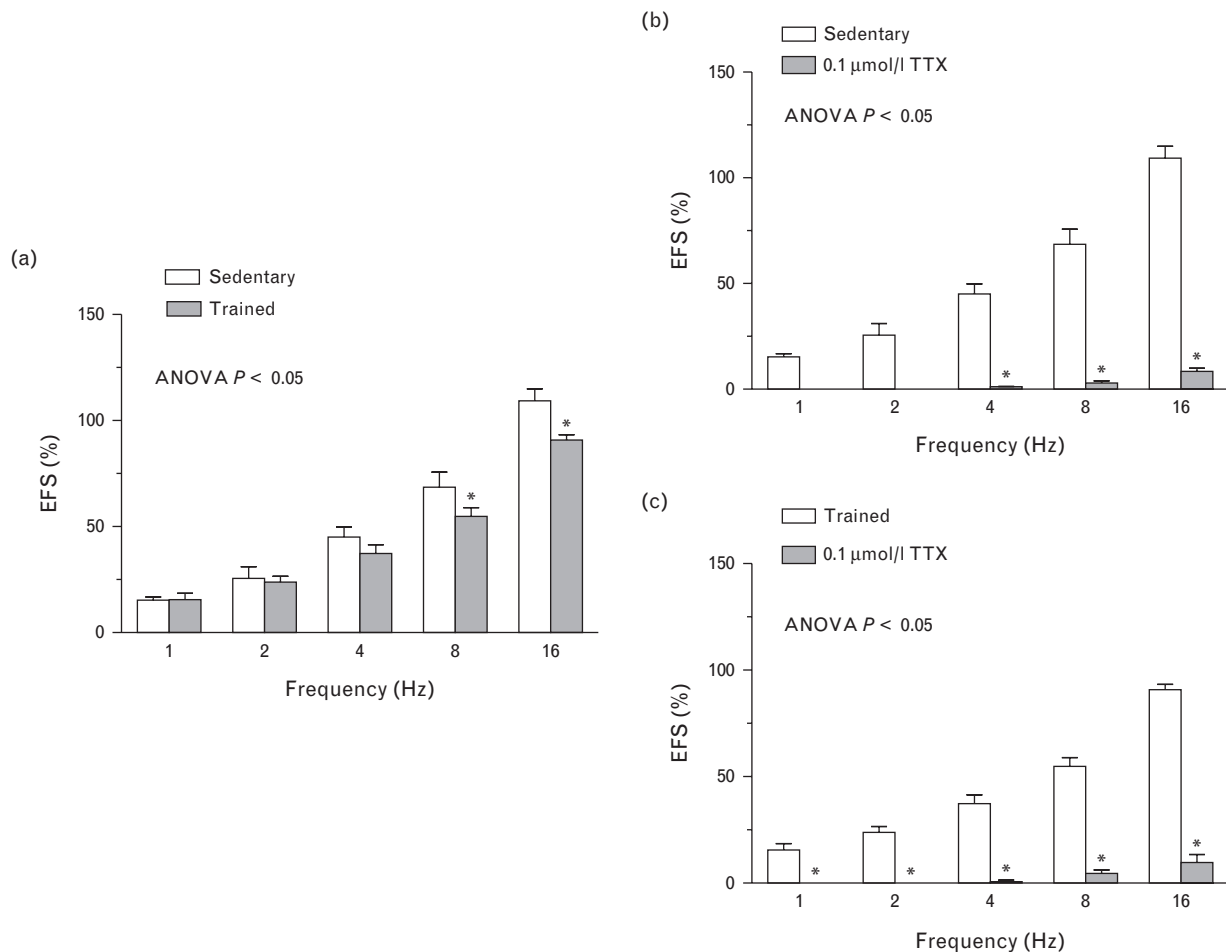 (a)
Sedentary
Trained
ANOVA P < 0.05
EFS (%)
150
100
50
0
1 2 4 8 16
*
*
Frequency (Hz)
(b)
Sedentary
0.1 μmol/l TTX
ANOVA P < 0.05
EFS (%)
150
100
50
0
*
*
*
1 2 4 8 16
Frequency (Hz)
(c)
Trained
0.1 μmol/l TTX
ANOVA P < 0.05
EFS (%)
150
100
50
0
* * * * *
1 2 4 8 16
Frequency (Hz)